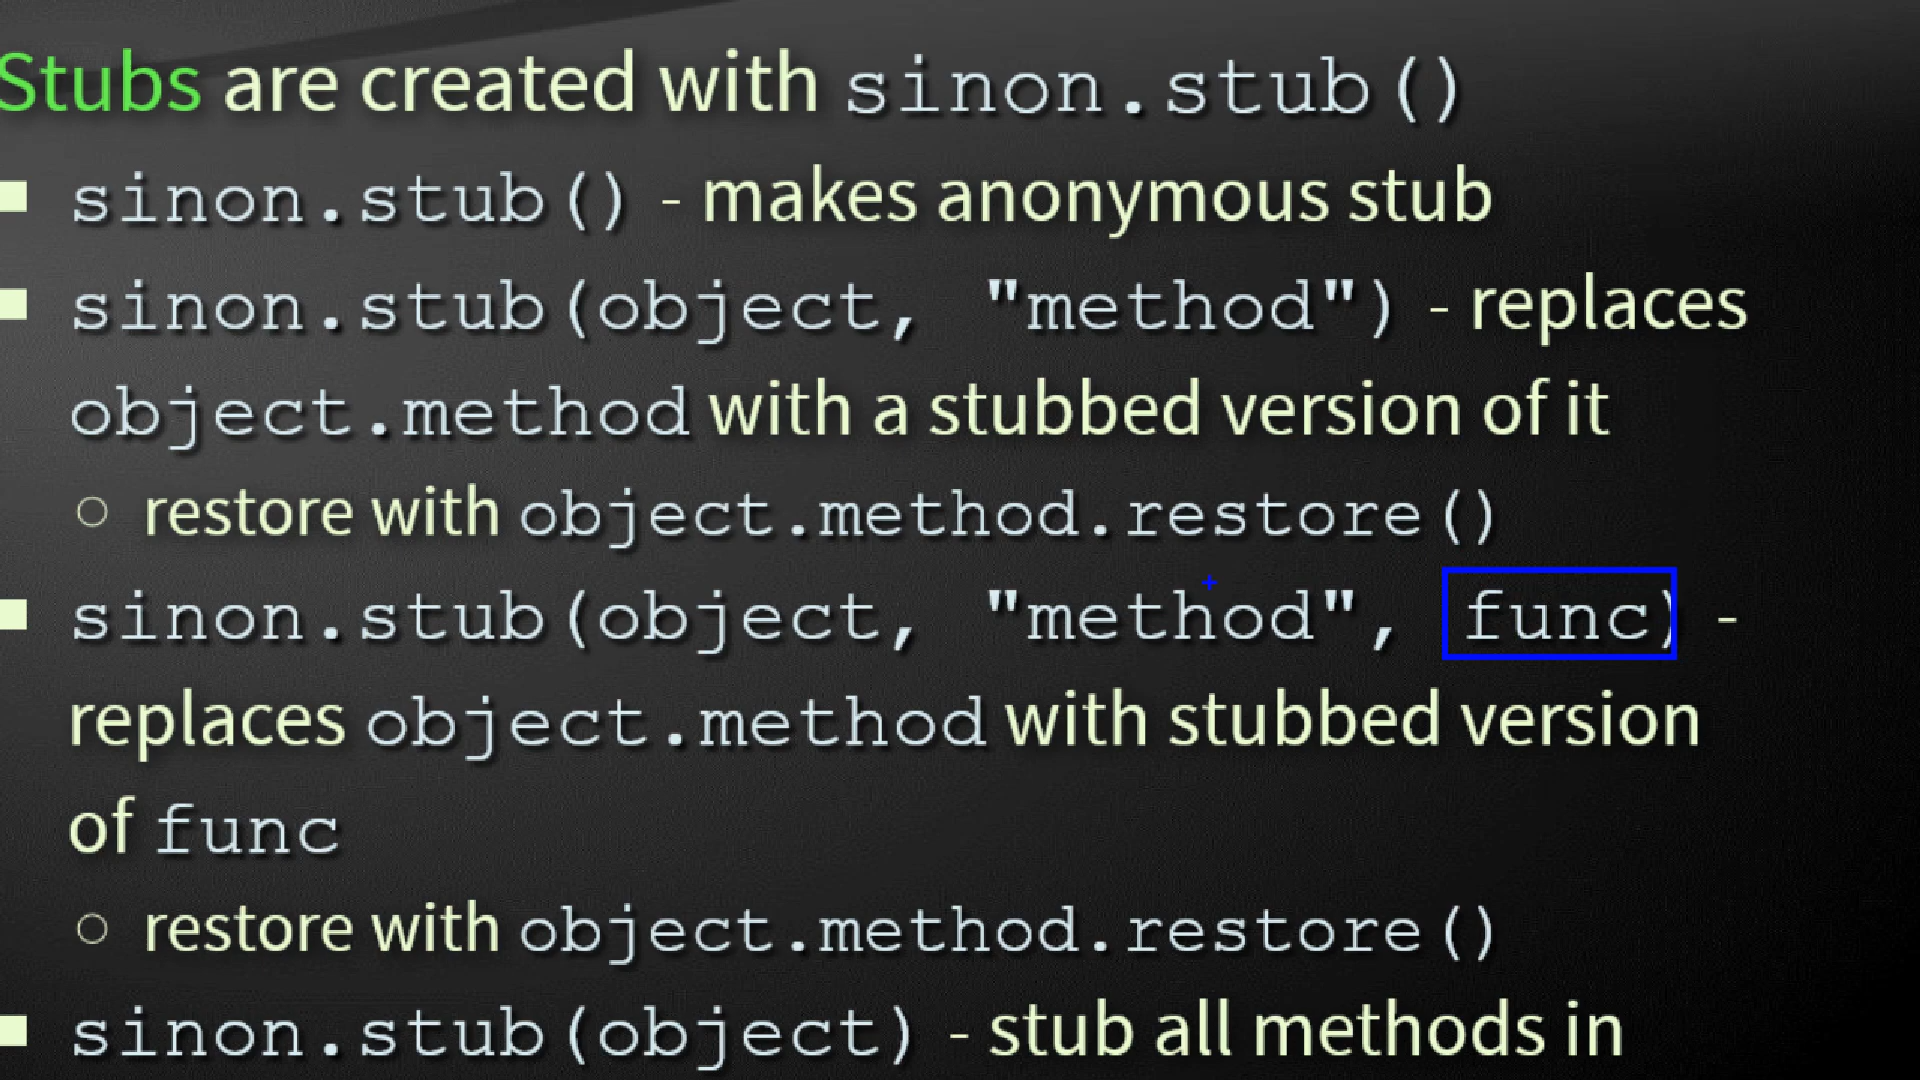 Stubs are created with sinon.stub()
sinon.stub() - makes anonymous stub
sinon.stub(object, "method") - replaces
object.method with a stubbed version of it
restore with object.method.restore()
sinon.stub(object, "method", func) -
replaces object.method with stubbed version
of func
restore with object.method.restore()
sinon.stub(object) - stub all methods in